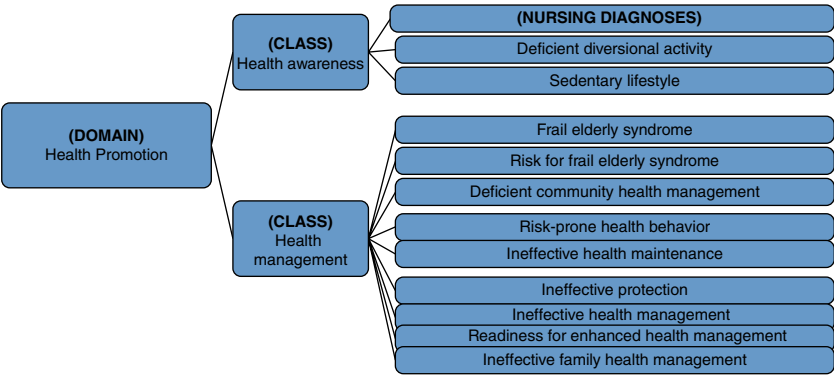 (DOMAIN)
Health Promotion
(CLASS)
Health awareness
(NURSING DIAGNOSES)
Deficient diversional activity
Sedentary lifestyle
(CLASS)
Health
management
Frail elderly syndrome
Risk for frail elderly syndrome
Deficient community health management
Risk-prone health behavior
Ineffective health maintenance
Ineffective protection
Ineffective health management
Readiness for enhanced health management
Ineffective family health management